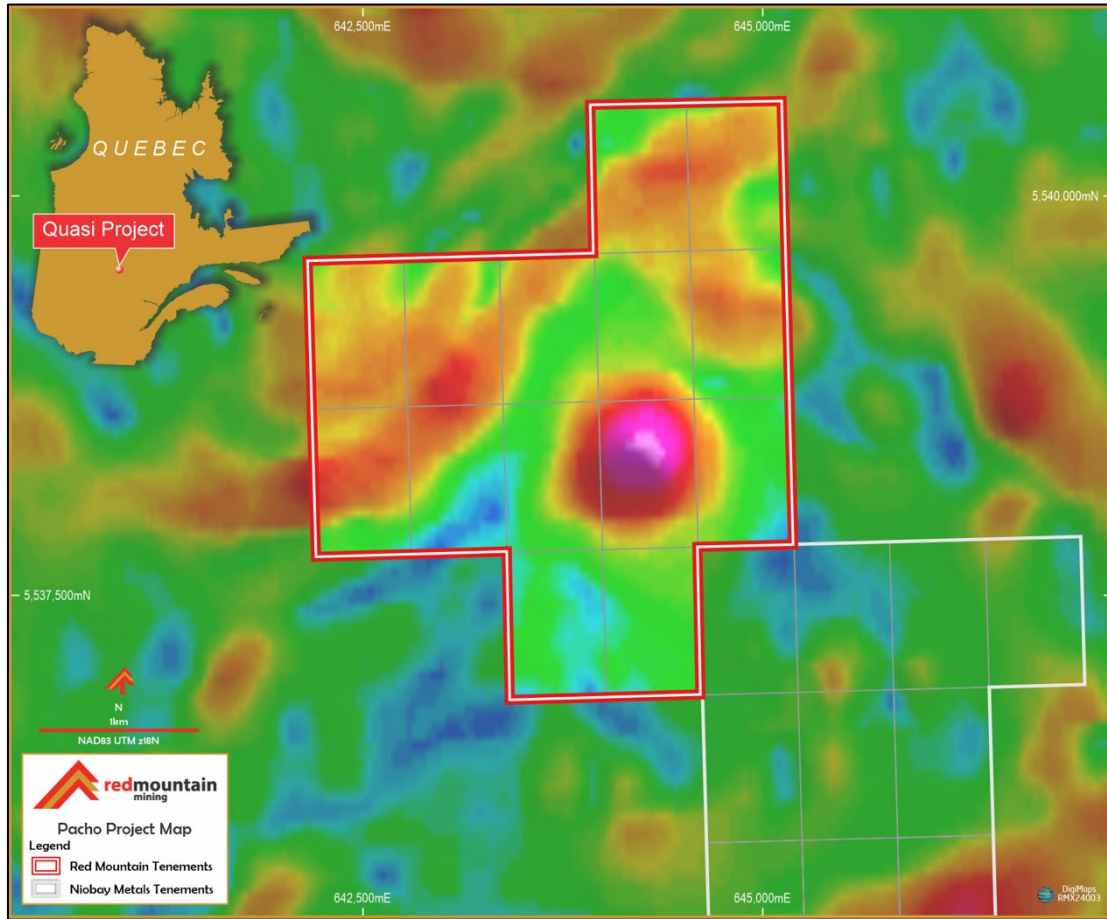 642,500mE
645,000mE
QUEBEC
Quasi Project
5,540,000mN
5,537,500mN
N
1km
NAD83 UTM z18N
redmountain
mining
Pacho Project Map
Legend
Red Mountain Tenements
Niobay Metals Tenements
642,500mE
645,000mE
DigiMaps
RMX24003